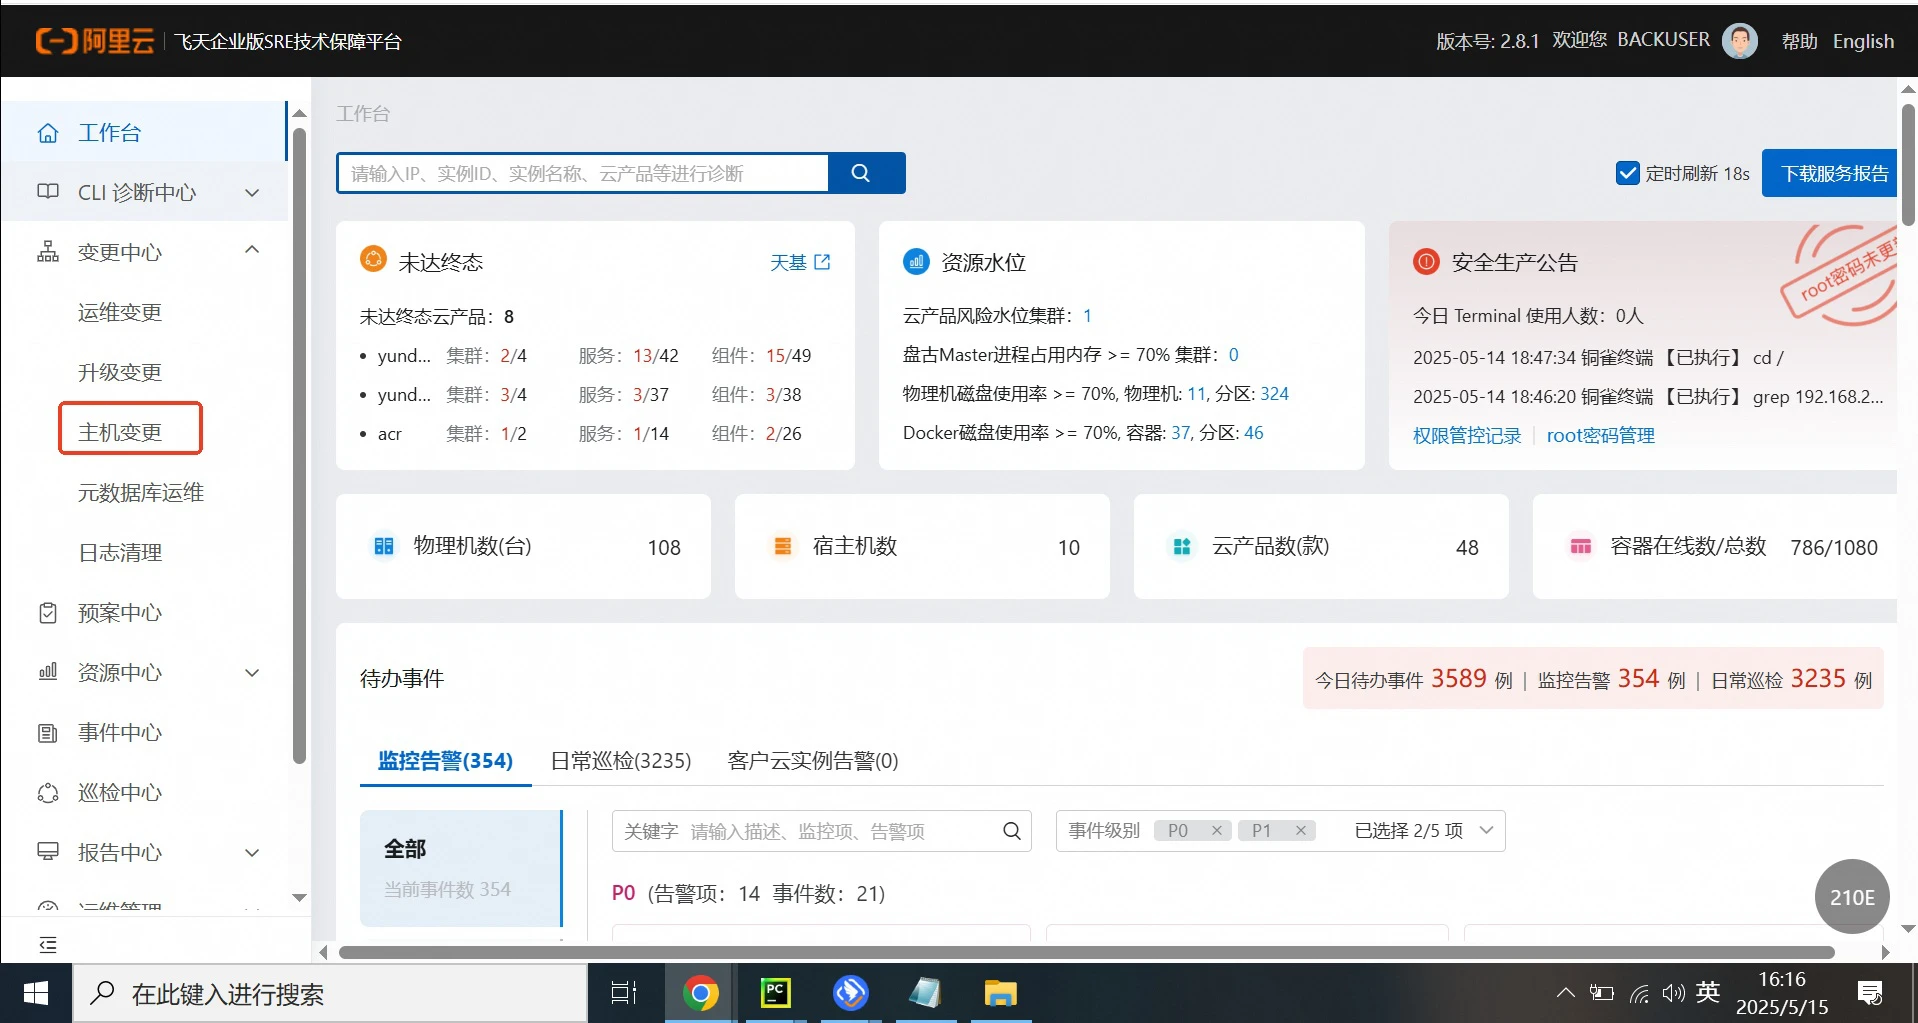 阿里云 飞天企业版SRE技术保障平台
版本号: 2.8.1 欢迎您 BACKUSER 帮助 English
工作台
CLI 诊断中心
变更中心
运维变更
升级变更
主机变更
元数据库运维
日志清理
预案中心
资源中心
事件中心
巡检中心
报告中心
运维管理
工作台
请输入IP、实例ID、实例名称、云产品等进行诊断
定时刷新 18s
下载服务报告
未达终态
天基
未达终态云产品：8
yund... 集群：2/4 服务：13/42 组件：15/49
yund... 集群：3/4 服务：3/37 组件：3/38
acr 集群：1/2 服务：1/14 组件：2/26
资源水位
云产品风险水位集群：1
盘古Master进程占用内存 >= 70% 集群：0
物理机磁盘使用率 >= 70%, 物理机: 11, 分区: 324
Docker磁盘使用率 >= 70%, 容器: 37, 分区: 46
安全生产公告
root密码未更
今日 Terminal 使用人数：0人
2025-05-14 18:47:34 铜雀终端 【已执行】 cd /
2025-05-14 18:46:20 铜雀终端 【已执行】 grep 192.168.2...
权限管控记录 root密码管理
物理机数(台) 108
宿主机数 10
云产品数(款) 48
容器在线数/总数 786/1080
待办事件
今日待办事件 3589 例 | 监控告警 354 例 | 日常巡检 3235 例
监控告警(354) 日常巡检(3235) 客户云实例告警(0)
全部
当前事件数 354
关键字 请输入描述、监控项、告警项
事件级别 P0 × P1 × 已选择 2/5 项
P0 (告警项：14 事件数：21)
210E
在此键入进行搜索
PC
英
16:16
2025/5/15